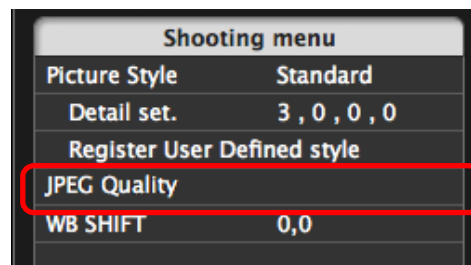 Shooting menu
Picture Style Standard
Detail set. 3 , 0 , 0 , 0
Register User Defined style
JPEG Quality
WB SHIFT 0,0